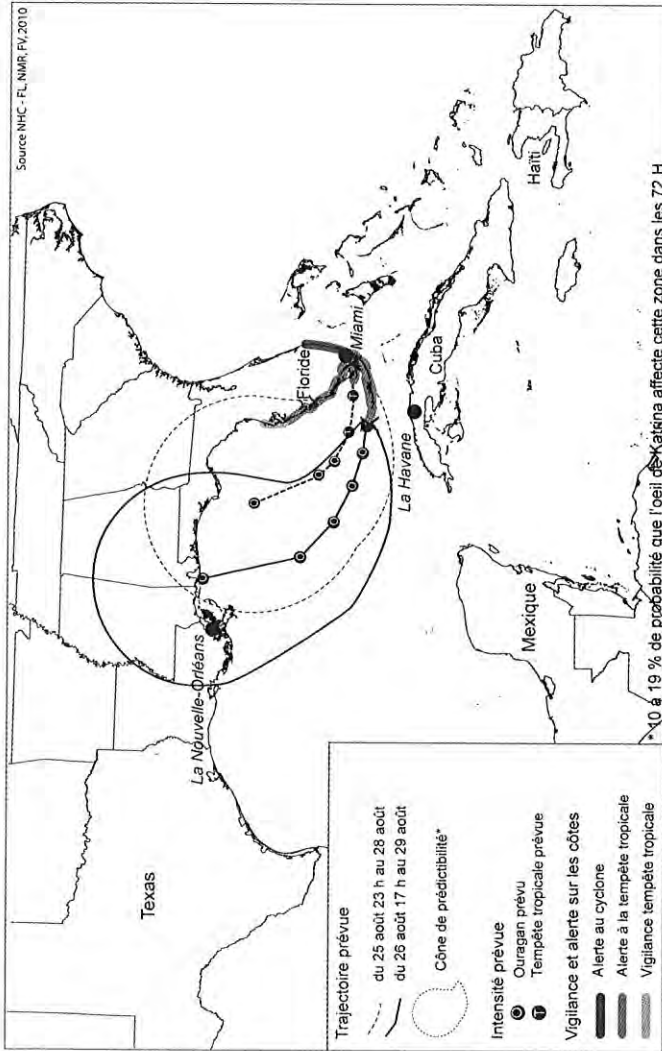 Source NHC - FL, NMR, FV, 2010
Texas
La Nouvelle-Orléans
Floride
Miami
La Havane
Cuba
Haïti
Mexique
Trajectoire prévue
du 25 août 23 h au 28 août
du 26 août 17 h au 29 août
Cône de prédictibilité*
Intensité prévue
Ouragan prévu
Tempête tropicale prévue
Vigilance et alerte sur les côtes
Alerte au cyclone
Alerte à la tempête tropicale
Vigilance tempête tropicale
* 10 à 19 % de probabilité que l'oeil de Katrina affecte cette zone dans les 72 H